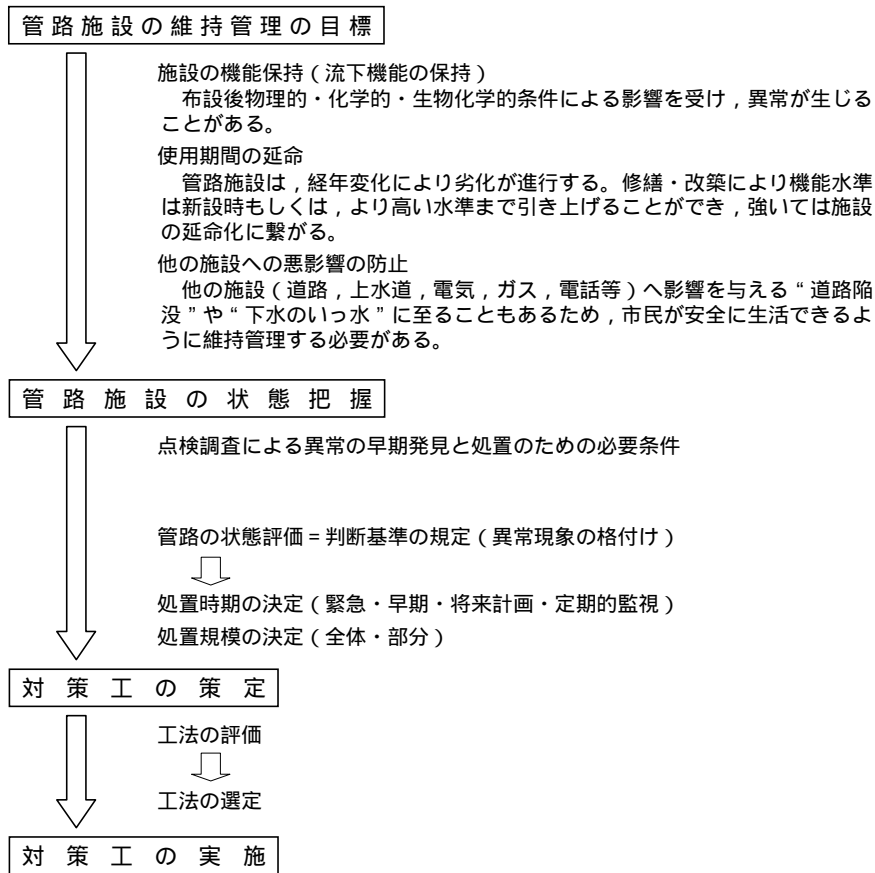 管路施設の維持管理の目標
施設の機能保持（流下機能の保持）
布設後物理的・化学的・生物化学的条件による影響を受け，異常が生じる
ことがある。
使用期間の延命
管路施設は，経年変化により劣化が進行する。修繕・改築により機能水準
は新設時もしくは，より高い水準まで引き上げることができ，強いては施設
の延命化に繋がる。
他の施設への悪影響の防止
他の施設（道路，上水道，電気，ガス，電話等）へ影響を与える“道路陥
没”や“下水のいっ水”に至ることもあるため，市民が安全に生活できるよ
うに維持管理する必要がある。
管路施設の状態把握
点検調査による異常の早期発見と処置のための必要条件
管路の状態評価＝判断基準の規定（異常現象の格付け）
処置時期の決定（緊急・早期・将来計画・定期的監視）
処置規模の決定（全体・部分）
対策工の策定
工法の評価
工法の選定
対策工の実施